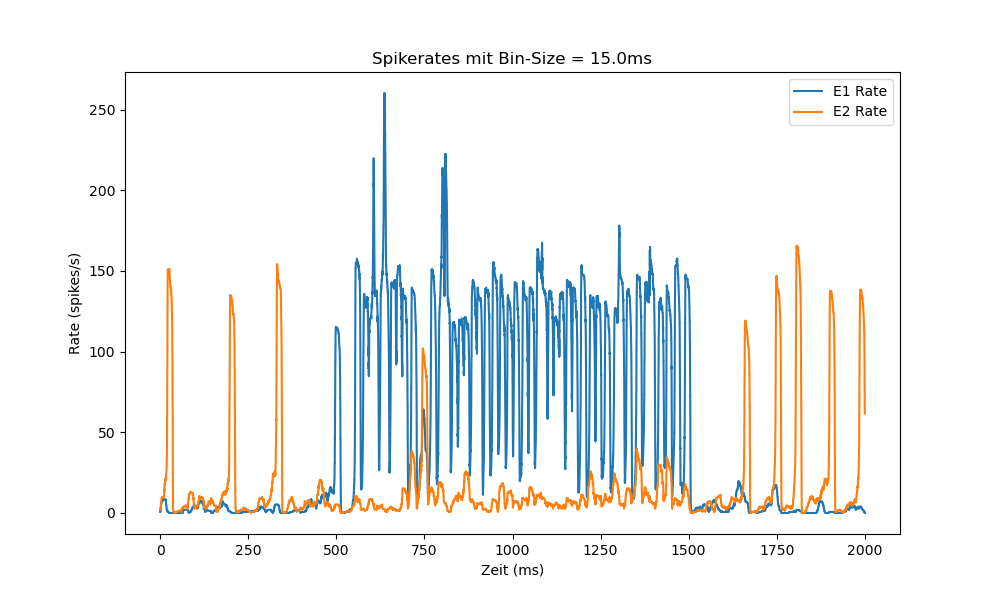 Spikerates mit Bin-Size = 15.0ms
E1 Rate
E2 Rate
Rate (spikes/s)
250
200
150
100
50
0
0 250 500 750 1000 1250 1500 1750 2000
Zeit (ms)